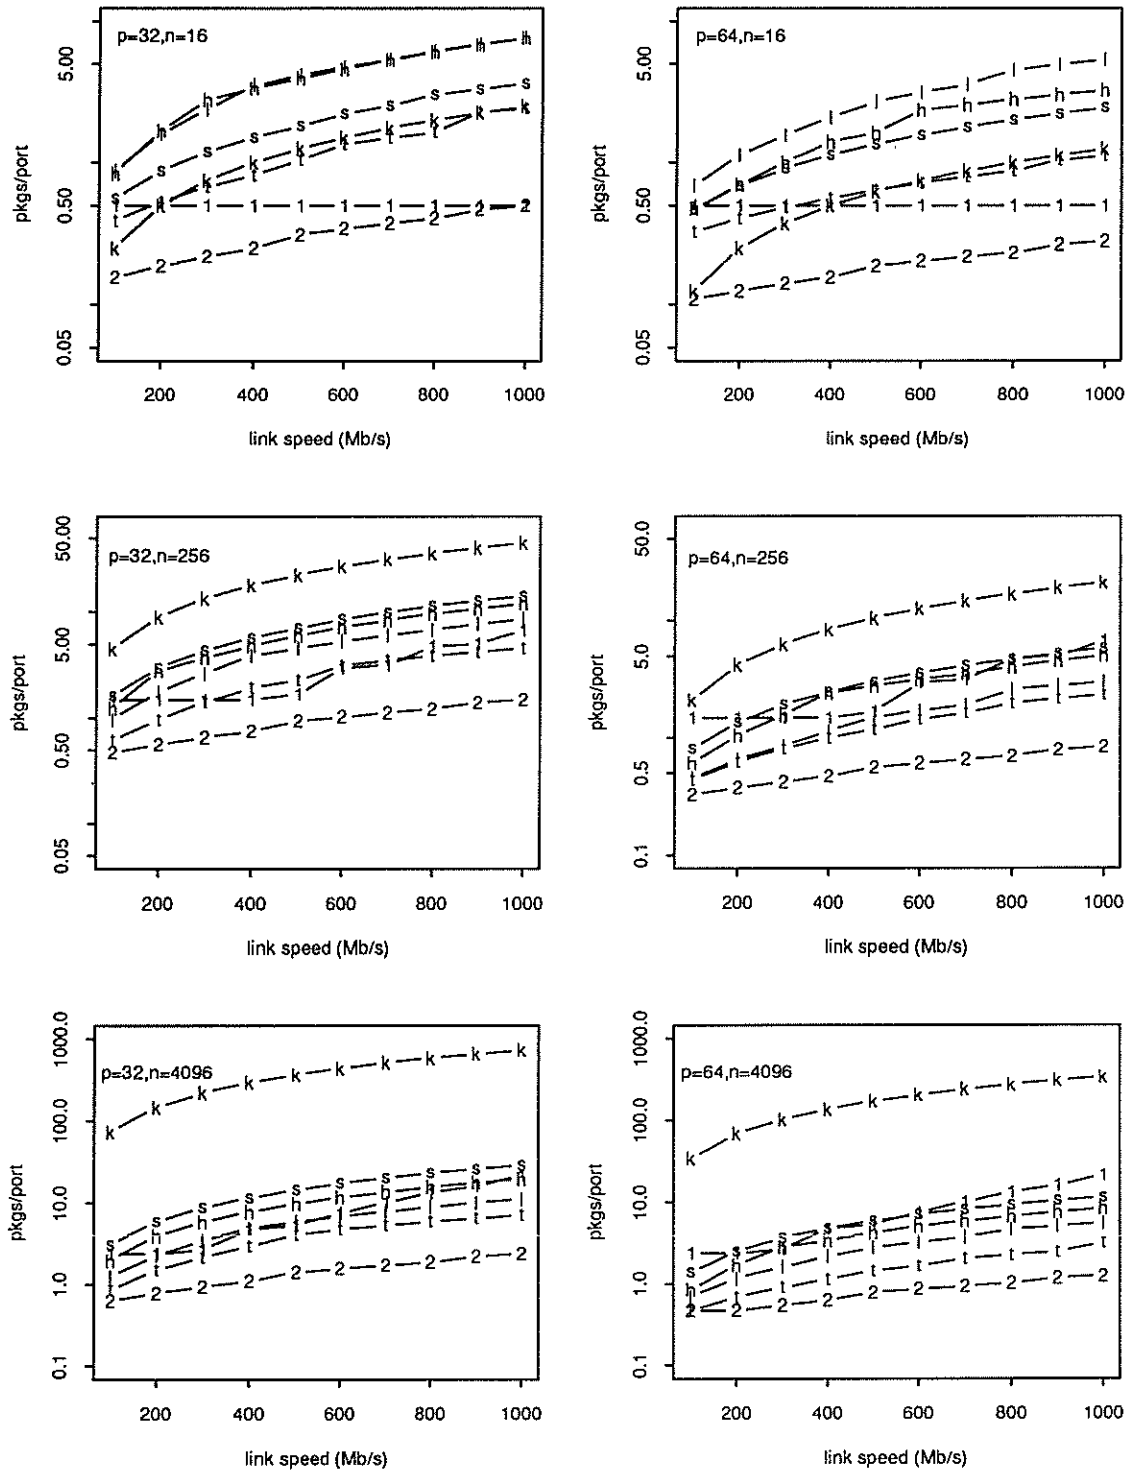 p=32,n=16
pkgs/port
5.00
0.50
0.05
200 400 600 800 1000
link speed (Mb/s)
p=64,n=16
pkgs/port
5.00
0.50
0.05
200 400 600 800 1000
link speed (Mb/s)
p=32,n=256
pkgs/port
50.00
5.00
0.50
0.05
200 400 600 800 1000
link speed (Mb/s)
p=64,n=256
pkgs/port
50.0
5.0
0.5
0.1
200 400 600 800 1000
link speed (Mb/s)
p=32,n=4096
pkgs/port
1000.0
100.0
10.0
1.0
0.1
200 400 600 800 1000
link speed (Mb/s)
p=64,n=4096
pkgs/port
1000.0
100.0
10.0
1.0
0.1
200 400 600 800 1000
link speed (Mb/s)